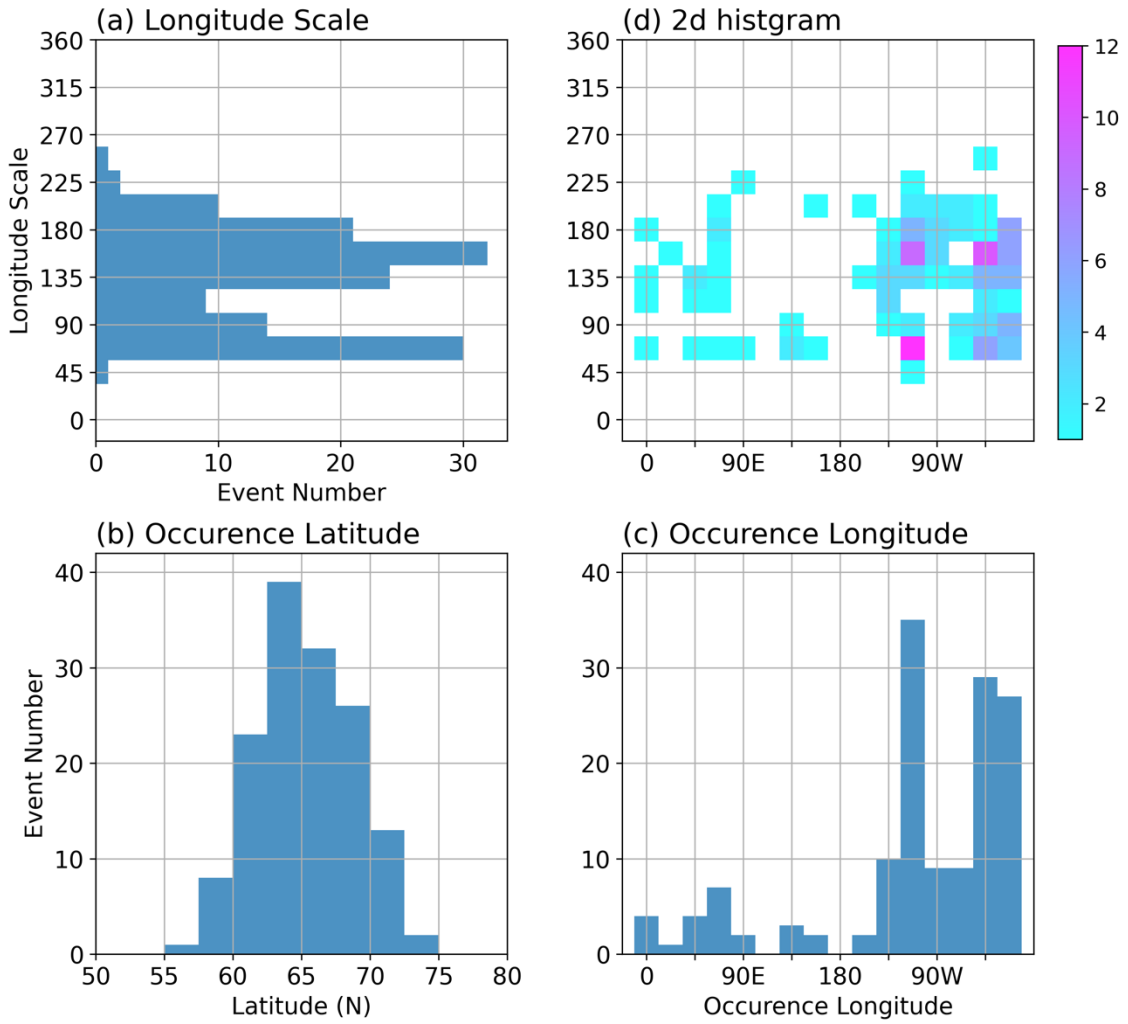 (a) Longitude Scale
360
315
270
225
180
135
90
45
0
Longitude Scale
0 10 20 30
Event Number
(d) 2d histgram
360
315
270
225
180
135
90
45
0
0 90E 180 90W
12
10
8
6
4
2
(b) Occurence Latitude
40
30
20
10
0
Event Number
50 60 65 70 80
Latitude (N)
(c) Occurence Longitude
40
30
20
10
0
0 90E 180 90W
Occurence Longitude